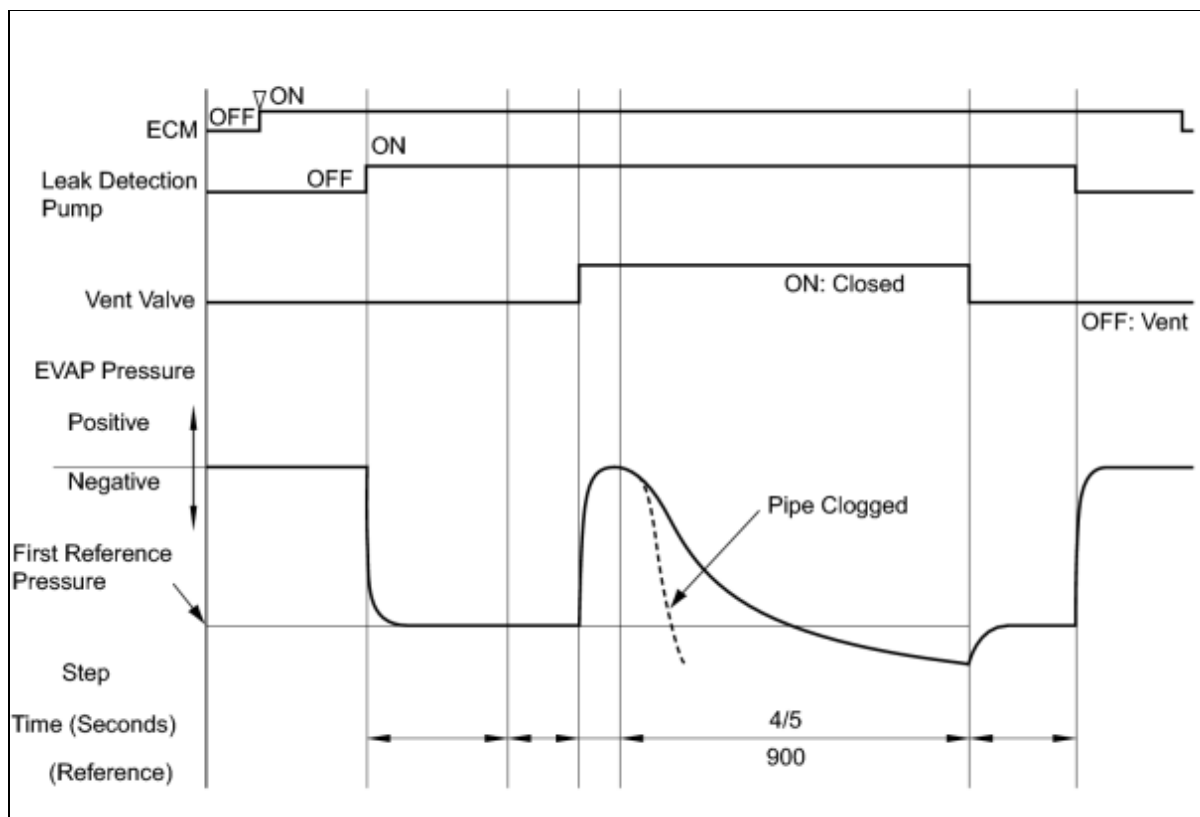 ON
OFF
ECM
ON
Leak Detection
Pump
OFF
ON: Closed
Vent Valve
OFF: Vent
EVAP Pressure
Positive
Negative
Pipe Clogged
First Reference
Pressure
Step
Time (Seconds)
4/5
900
(Reference)